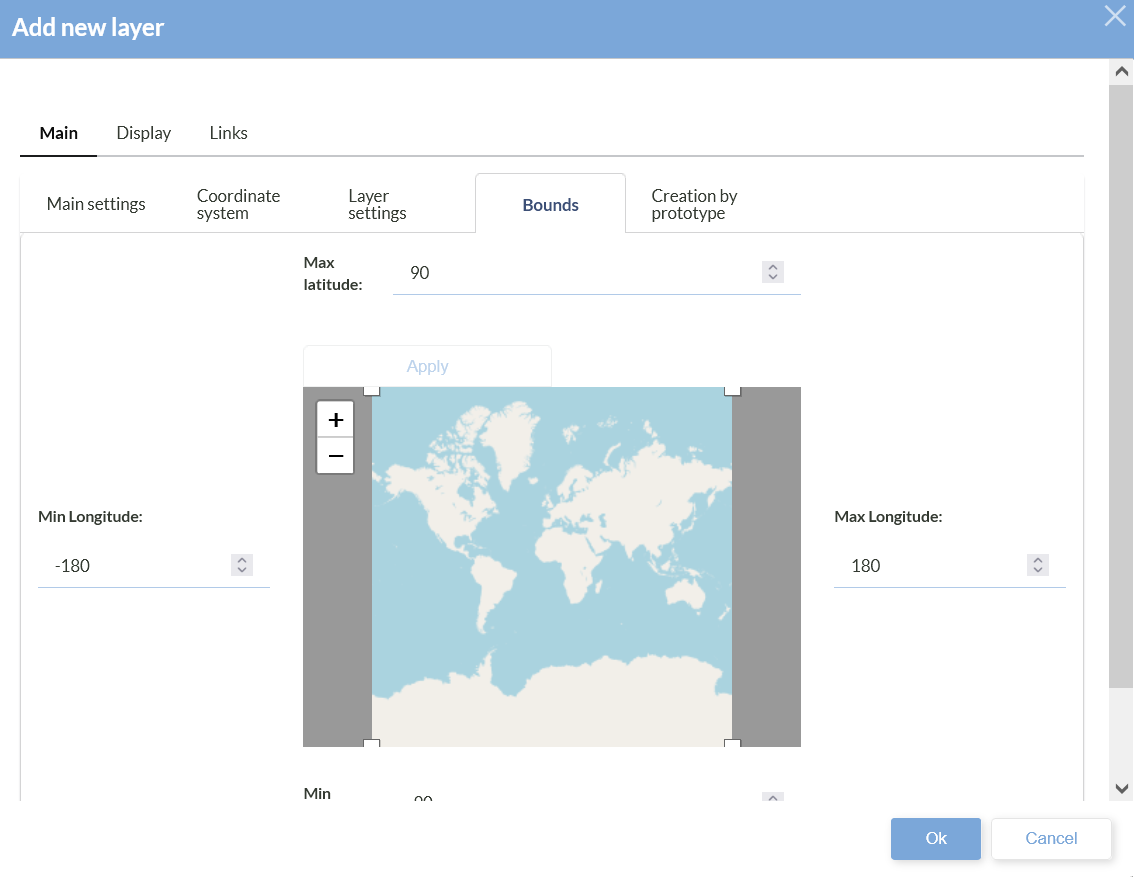 Add new layer
Main Display Links
Main settings
Coordinate
system
Layer
settings
Bounds
Creation by
prototype
Max
latitude:
90
Apply
+
−
Min Longitude:
-180
Max Longitude:
180
Min
Ok Cancel